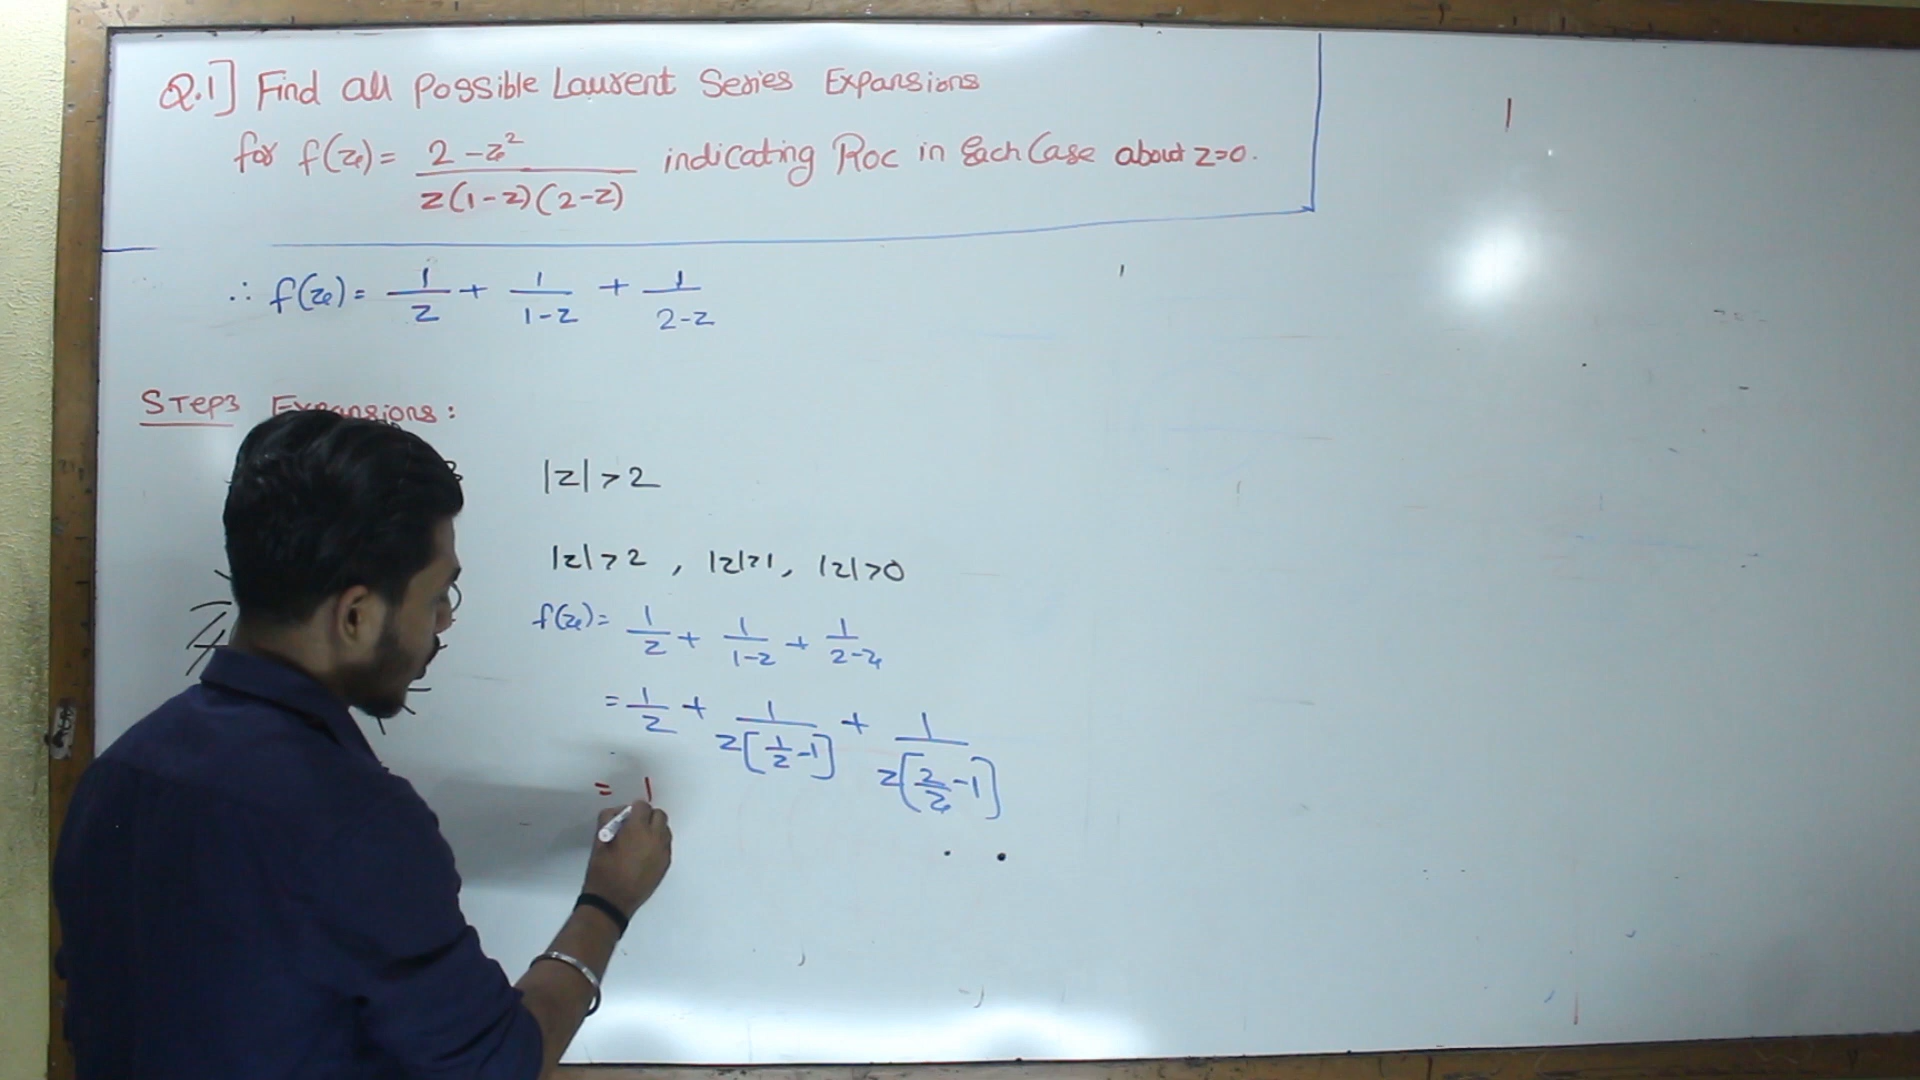 Q.1] Find all Possible Laurent Series Expansions
for f(z) = 2-z² / z(1-z)(2-z) indicating Roc in Each Case about z=0.
∴ f(z) = 1/z + 1/1-z + 1/2-z
STEP3 Expansions:
|z| > 2
|z| > 2 , |z|>1, |z|>0
f(z) = 1/z + 1/1-z + 1/2-z
= 1/z + 1/z[1/z -1] + 1/z[2/z -1]
= 1